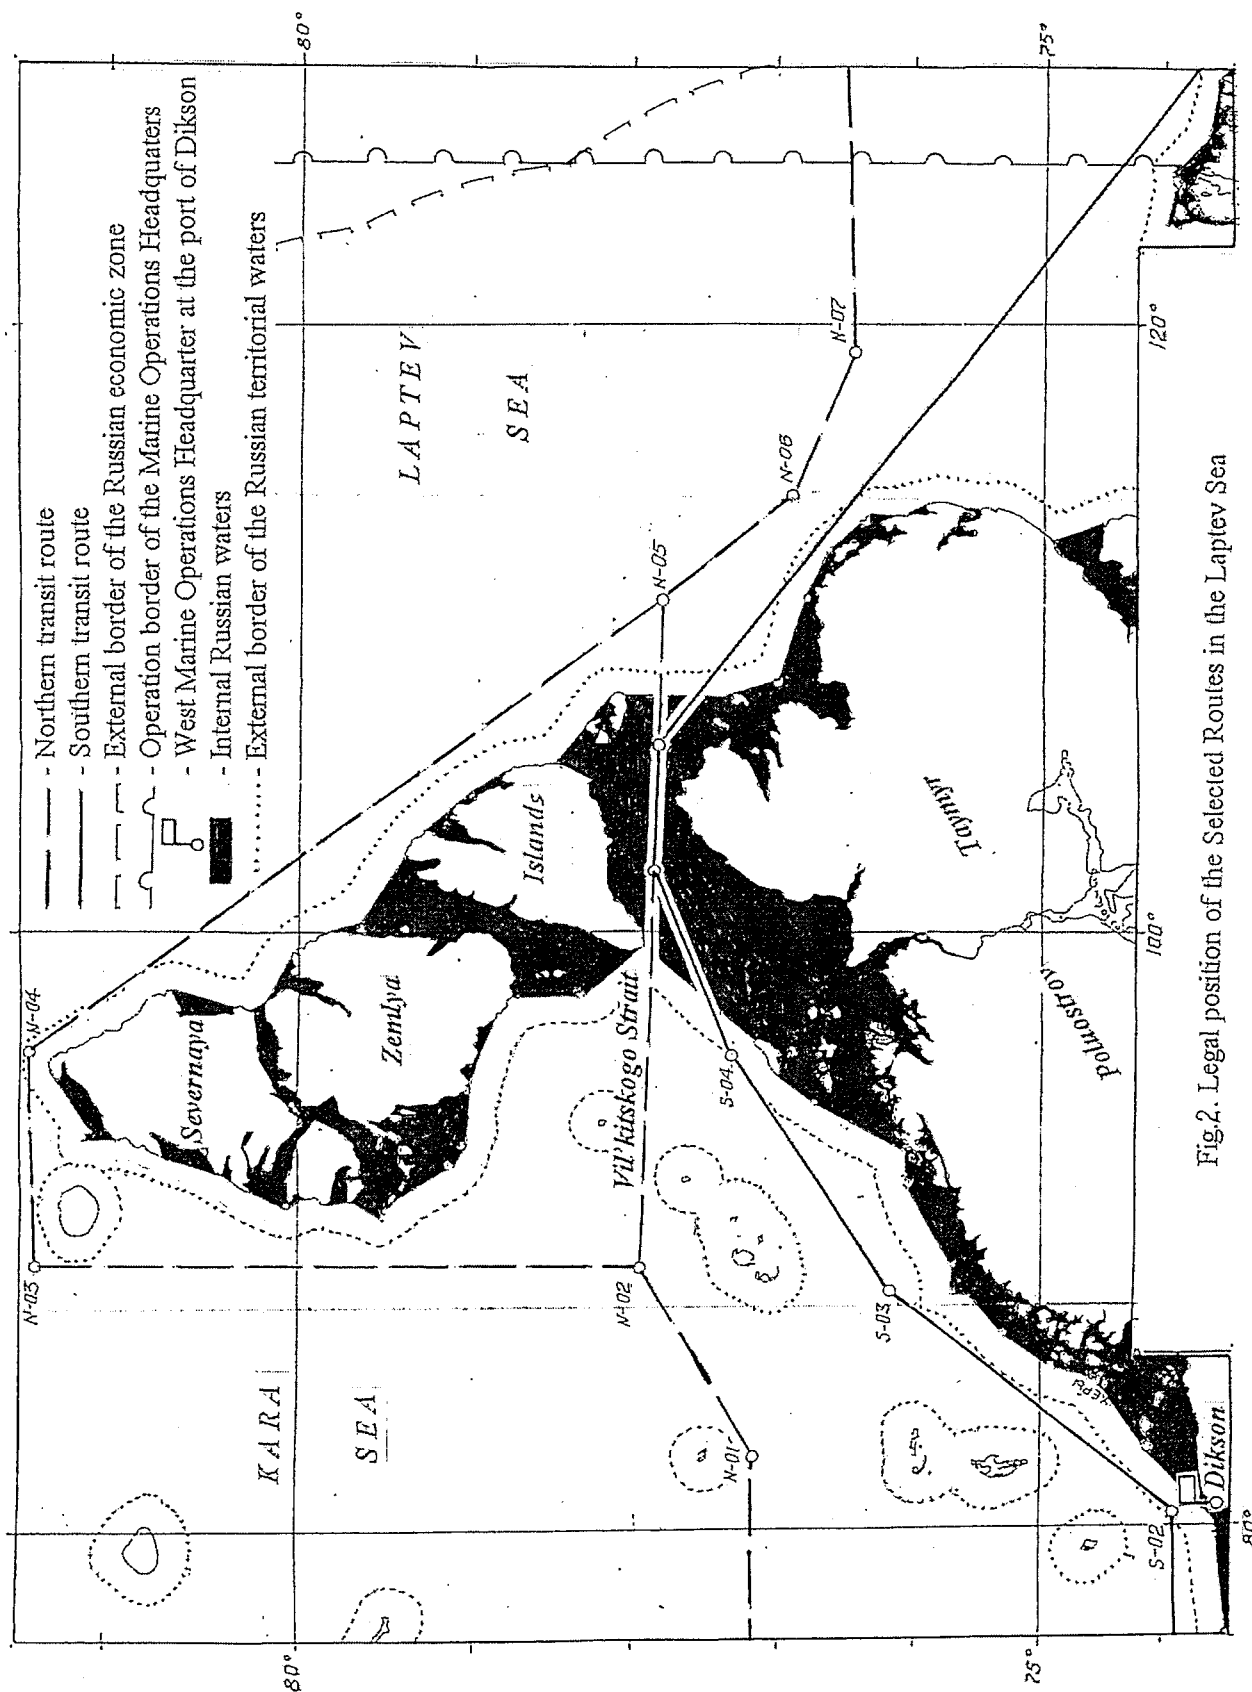 - Northern transit route
- Southern transit route
- External border of the Russian economic zone
- Operation border of the Marine Operations Headquaters
- West Marine Operations Headquarter at the port of Dikson
- Internal Russian waters
- External border of the Russian territorial waters
80°
75°
N-03
N-04
KARA
SEA
Severnaya
Zemlya
Islands
LAPTEV
SEA
N-01
N-02
Vil'kitskogo Strait
N-05
N-06
N-07
S-02
S-03
S-04
Dikson
Poluostrov
Taymyr
80°
75°
80°
100°
120°
Fig.2. Legal position of the Selected Routes in the Laptev Sea